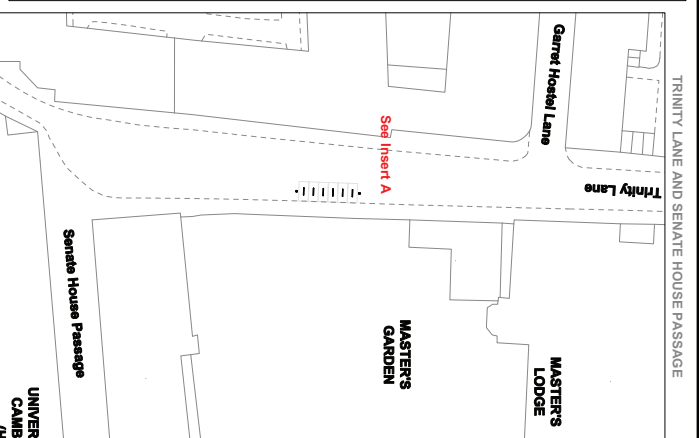 TRINITY LANE AND SENATE HOUSE PASSAGE
Garret Hostel Lane
Trinity Lane
See Insert A
Senate House Passage
MASTER'S
GARDEN
MASTER'S
LODGE
UNIVER
CAMB